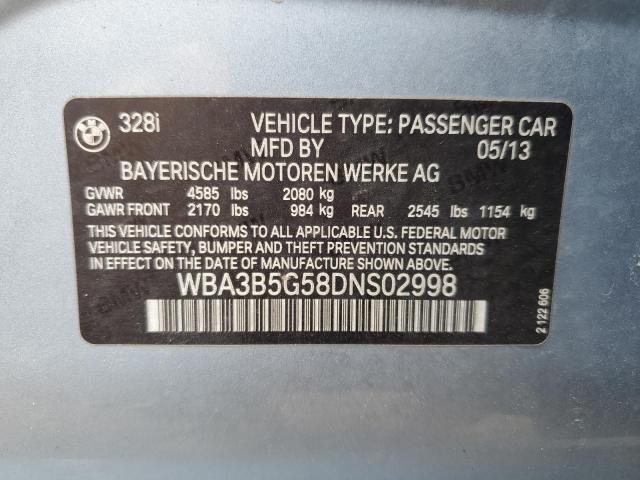 BMW 328i VEHICLE TYPE: PASSENGER CAR
MFD BY 05/13
BAYERISCHE MOTOREN WERKE AG
GVWR 4585 lbs 2080 kg
GAWR FRONT 2170 lbs 984 kg REAR 2545 lbs 1154 kg
THIS VEHICLE CONFORMS TO ALL APPLICABLE U.S. FEDERAL MOTOR
VEHICLE SAFETY, BUMPER AND THEFT PREVENTION STANDARDS
IN EFFECT ON THE DATE OF MANUFACTURE SHOWN ABOVE.
WBA3B5G58DNS02998
2 122 606